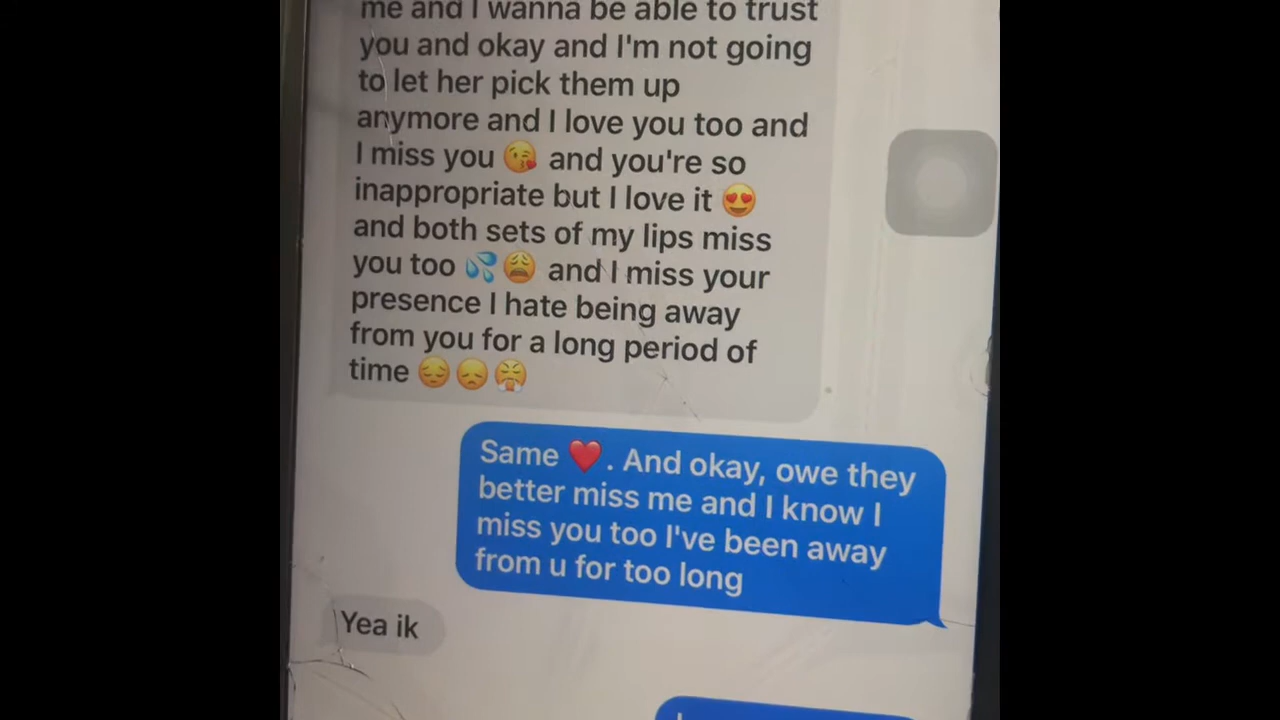 me and I wanna be able to trust
you and okay and I'm not going
to let her pick them up
anymore and I love you too and
I miss you 😘 and you're so
inappropriate but I love it 😍
and both sets of my lips miss
you too 💦😩 and I miss your
presence I hate being away
from you for a long period of
time 😔😞😤
Same ❤️. And okay, owe they
better miss me and I know I
miss you too I've been away
from u for too long
Yea ik